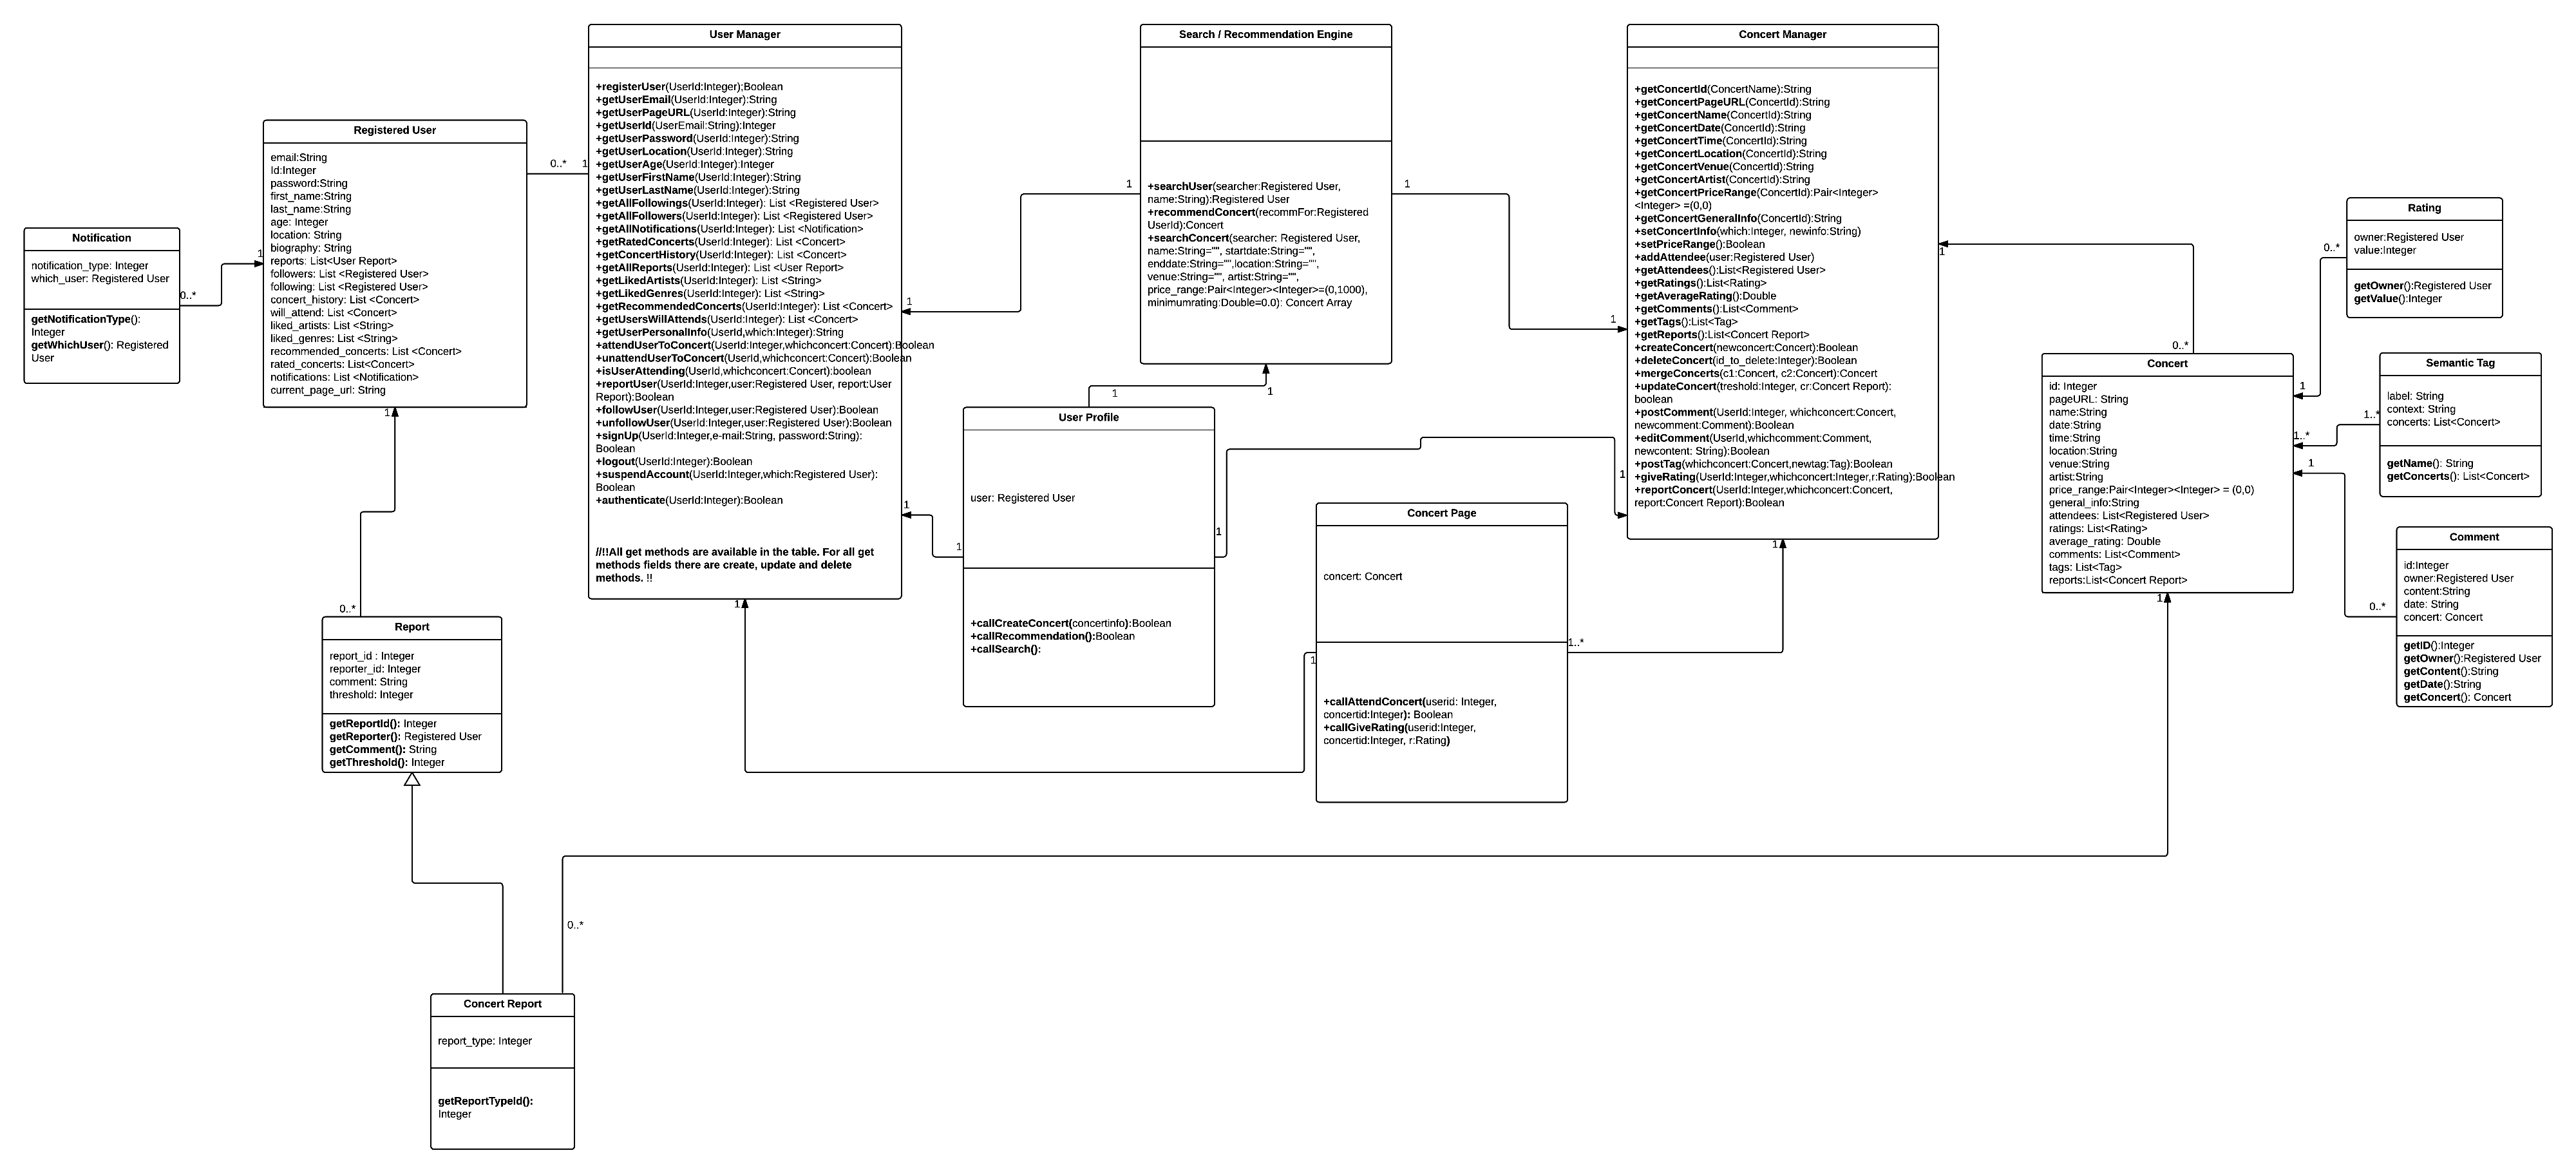 User Manager
+registerUser(UserId:Integer);Boolean
+getUserEmail(UserId:Integer):String
+getUserPageURL(UserId:Integer):String
+getUserId(UserEmail:String):Integer
+getUserPassword(UserId:Integer):String
+getUserLocation(UserId:Integer):String
+getUserAge(UserId:Integer):Integer
+getUserFirstName(UserId:Integer):String
+getUserLastName(UserId:Integer):String
+getAllFollowings(UserId:Integer): List <Registered User>
+getAllFollowers(UserId:Integer): List <Registered User>
+getAllNotifications(UserId:Integer): List <Notification>
+getRatedConcerts(UserId:Integer): List <Concert>
+getConcertHistory(UserId:Integer): List <Concert>
+getAllReports(UserId:Integer): List <User Report>
+getLikedArtists(UserId:Integer): List <String>
+getLikedGenres(UserId:Integer): List <String>
+getRecommendedConcerts(UserId:Integer): List <Concert>
+getUsersWillAttends(UserId:Integer): List <Concert>
+getUserPersonalInfo(UserId,which:Integer):String
+attendUserToConcert(UserId:Integer,whichconcert:Concert):Boolean
+unattendUserToConcert(UserId,whichconcert:Concert):Boolean
+isUserAttending(UserId,whichconcert:Concert):boolean
+reportUser(UserId:Integer,user:Registered User, report:User
Report):Boolean
+followUser(UserId:Integer,user:Registered User):Boolean
+unfollowUser(UserId:Integer,user:Registered User):Boolean
+signUp(UserId:Integer,e-mail:String, password:String):
Boolean
+logout(UserId:Integer):Boolean
+suspendAccount(UserId:Integer,which:Registered User):
Boolean
+authenticate(UserId:Integer):Boolean
//!!All get methods are available in the table. For all get
methods fields there are create, update and delete
methods. !!
Search / Recommendation Engine
+searchUser(searcher:Registered User,
name:String):Registered User
+recommendConcert(recommFor:Registered
UserId):Concert
+searchConcert(searcher: Registered User,
name:String="", startdate:String="",
enddate:String="",location:String="",
venue:String="", artist:String="",
price_range:Pair<Integer><Integer>=(0,1000),
minimumrating:Double=0.0): Concert Array
Concert Manager
+getConcertId(ConcertName):String
+getConcertPageURL(ConcertId):String
+getConcertName(ConcertId):String
+getConcertDate(ConcertId):String
+getConcertTime(ConcertId):String
+getConcertLocation(ConcertId):String
+getConcertVenue(ConcertId):String
+getConcertArtist(ConcertId):String
+getConcertPriceRange(ConcertId):Pair<Integer>
<Integer> =(0,0)
+getConcertGeneralInfo(ConcertId):String
+setConcertInfo(which:Integer, newinfo:String)
+setPriceRange():Boolean
+addAttendee(user:Registered User)
+getAttendees():List<Registered User>
+getRatings():List<Rating>
+getAverageRating():Double
+getComments():List<Comment>
+getTags():List<Tag>
+getReports():List<Concert Report>
+createConcert(newconcert:Concert):Boolean
+deleteConcert(id_to_delete:Integer):Boolean
+mergeConcerts(c1:Concert, c2:Concert):Concert
+updateConcert(treshold:Integer, cr:Concert Report):
boolean
+postComment(UserId:Integer, whichconcert:Concert,
newcomment:Comment):Boolean
+editComment(UserId,whichcomment:Comment,
newcontent: String):Boolean
+postTag(whichconcert:Concert,newtag:Tag):Boolean
+giveRating(UserId:Integer,whichconcert:Integer,r:Rating):Boolean
+reportConcert(UserId:Integer,whichconcert:Concert,
report:Concert Report):Boolean
Registered User
email:String
Id:Integer
password:String
first_name:String
last_name:String
age: Integer
location: String
biography: String
reports: List<User Report>
followers: List <Registered User>
following: List <Registered User>
concert_history: List <Concert>
will_attend: List <Concert>
liked_artists: List <String>
liked_genres: List <String>
recommended_concerts: List <Concert>
rated_concerts: List<Concert>
notifications: List <Notification>
current_page_url: String
0..* 1
1 1
1 1
Notification
notification_type: Integer
which_user: Registered User
getNotificationType():
Integer
getWhichUser(): Registered
User
0..* 1
Rating
owner:Registered User
value:Integer
getOwner():Registered User
getValue():Integer
0..*
1
1
0..*
Concert
id: Integer
pageURL: String
name:String
date:String
time:String
location:String
venue:String
artist:String
price_range:Pair<Integer><Integer> = (0,0)
general_info:String
attendees: List<Registered User>
ratings: List<Rating>
average_rating: Double
comments: List<Comment>
tags: List<Tag>
reports:List<Concert Report>
Semantic Tag
label: String
context: String
concerts: List<Concert>
getName(): String
getConcerts(): List<Concert>
1..*
1..*
1
0..*
Comment
id:Integer
owner:Registered User
content:String
date: String
concert: Concert
getID():Integer
getOwner():Registered User
getContent():String
getDate():String
getConcert(): Concert
1 1
User Profile
user: Registered User
+callCreateConcert(concertinfo):Boolean
+callRecommendation():Boolean
+callSearch():
1 1
1 1
Concert Page
concert: Concert
+callAttendConcert(userid: Integer,
concertid:Integer): Boolean
+callGiveRating(userid:Integer,
concertid:Integer, r:Rating)
1
1..*
1 1
1
0..*
Report
report_id : Integer
reporter_id: Integer
comment: String
threshold: Integer
getReportId(): Integer
getReporter(): Registered User
getComment(): String
getThreshold(): Integer
1
0..*
Concert Report
report_type: Integer
getReportTypeId():
Integer